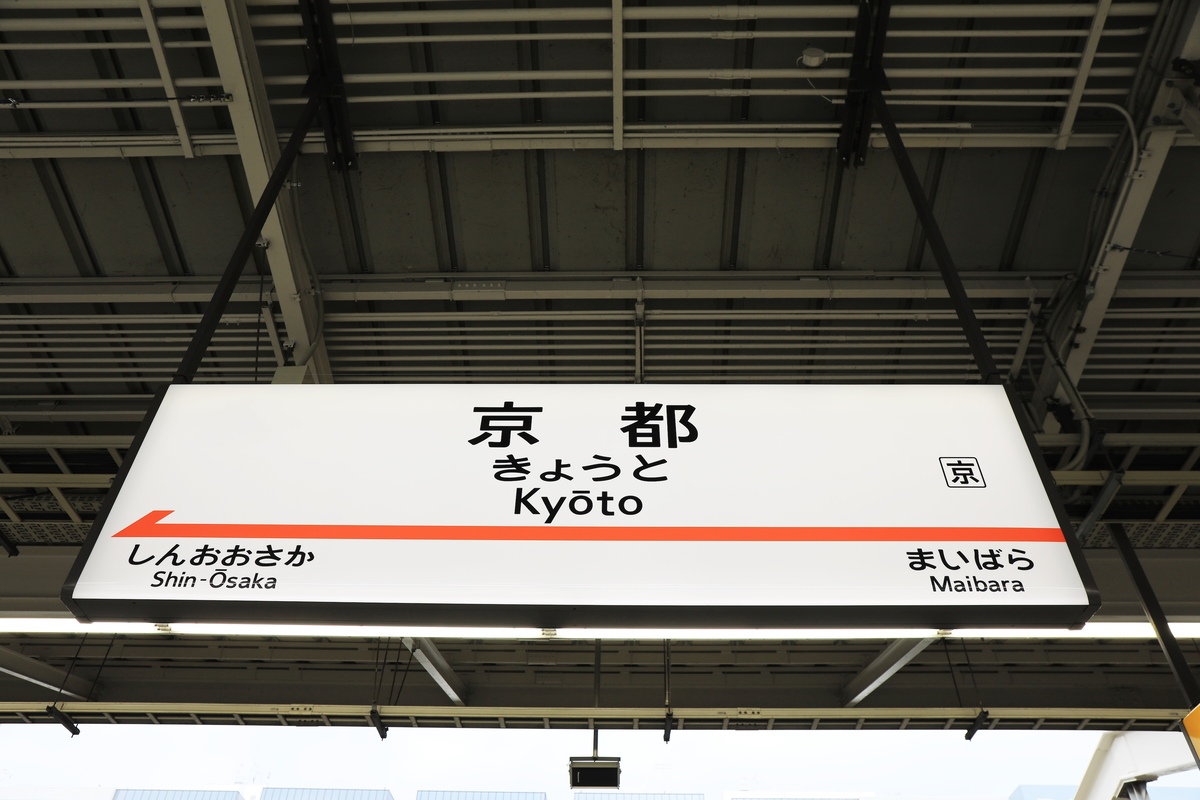 京都
きょうと
Kyōto
京
しんおおさか
Shin-Ōsaka
まいばら
Maibara